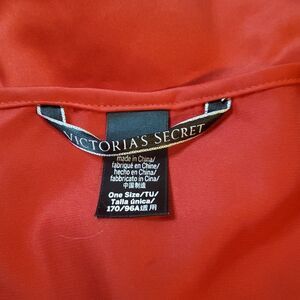 VICTORIA'S SECRET
made in China/
fabriqué en Chine/
hecho en China/
fabbricato in Cina/
中国制造
One Size/TU/
Talla única/
170/96A适用